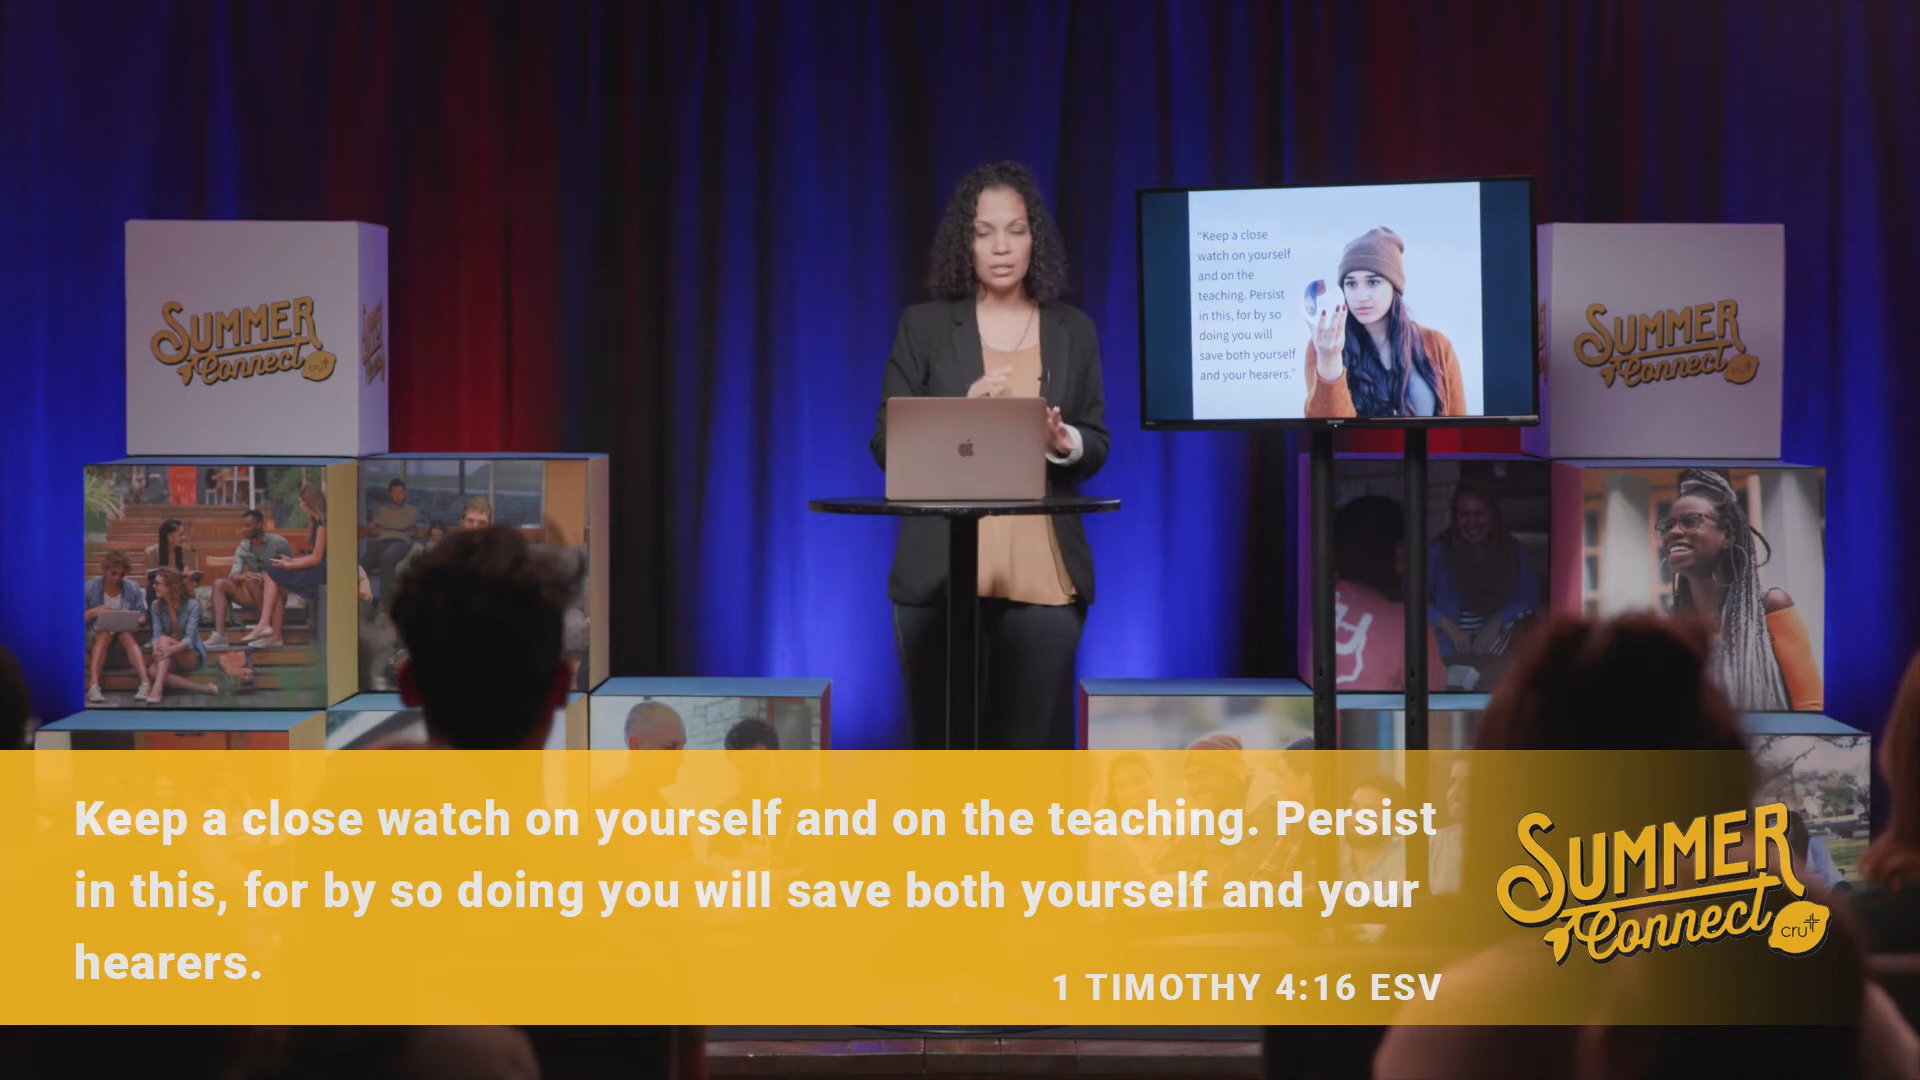 SUMMER
Connect
cru
"Keep a close
watch on yourself
and on the
teaching. Persist
in this, for by so
doing you will
save both yourself
and your hearers."
SUMMER
Connect
cru
Keep a close watch on yourself and on the teaching. Persist
in this, for by so doing you will save both yourself and your
hearers.
1 TIMOTHY 4:16 ESV
SUMMER
Connect
cru